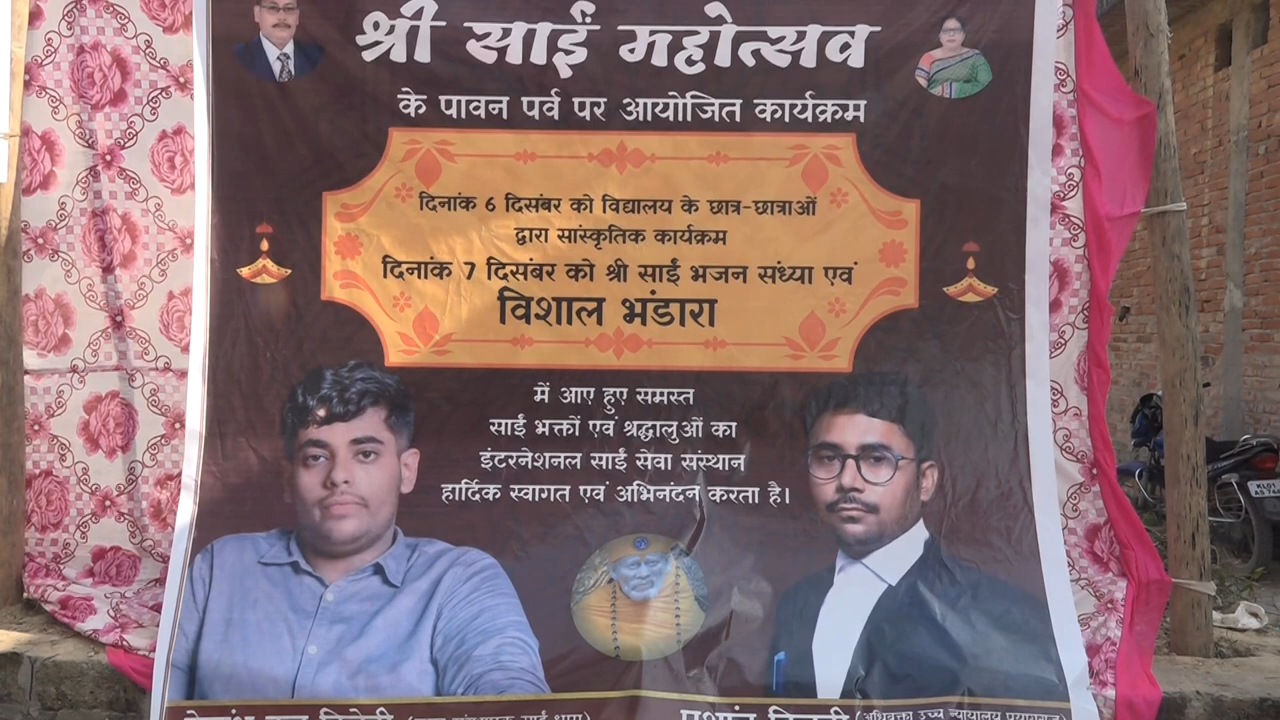 श्री साईं महोत्सव
के पावन पर्व पर आयोजित कार्यक्रम
दिनांक 6 दिसंबर को विद्यालय के छात्र-छात्राओं
द्वारा सांस्कृतिक कार्यक्रम
दिनांक 7 दिसंबर को श्री साईं भजन संध्या एवं
विशाल भंडारा
में आए हुए समस्त
साईं भक्तों एवं श्रद्धालुओं का
इंटरनेशनल साईं सेवा संस्थान
हार्दिक स्वागत एवं अभिनंदन करता है।
KL01